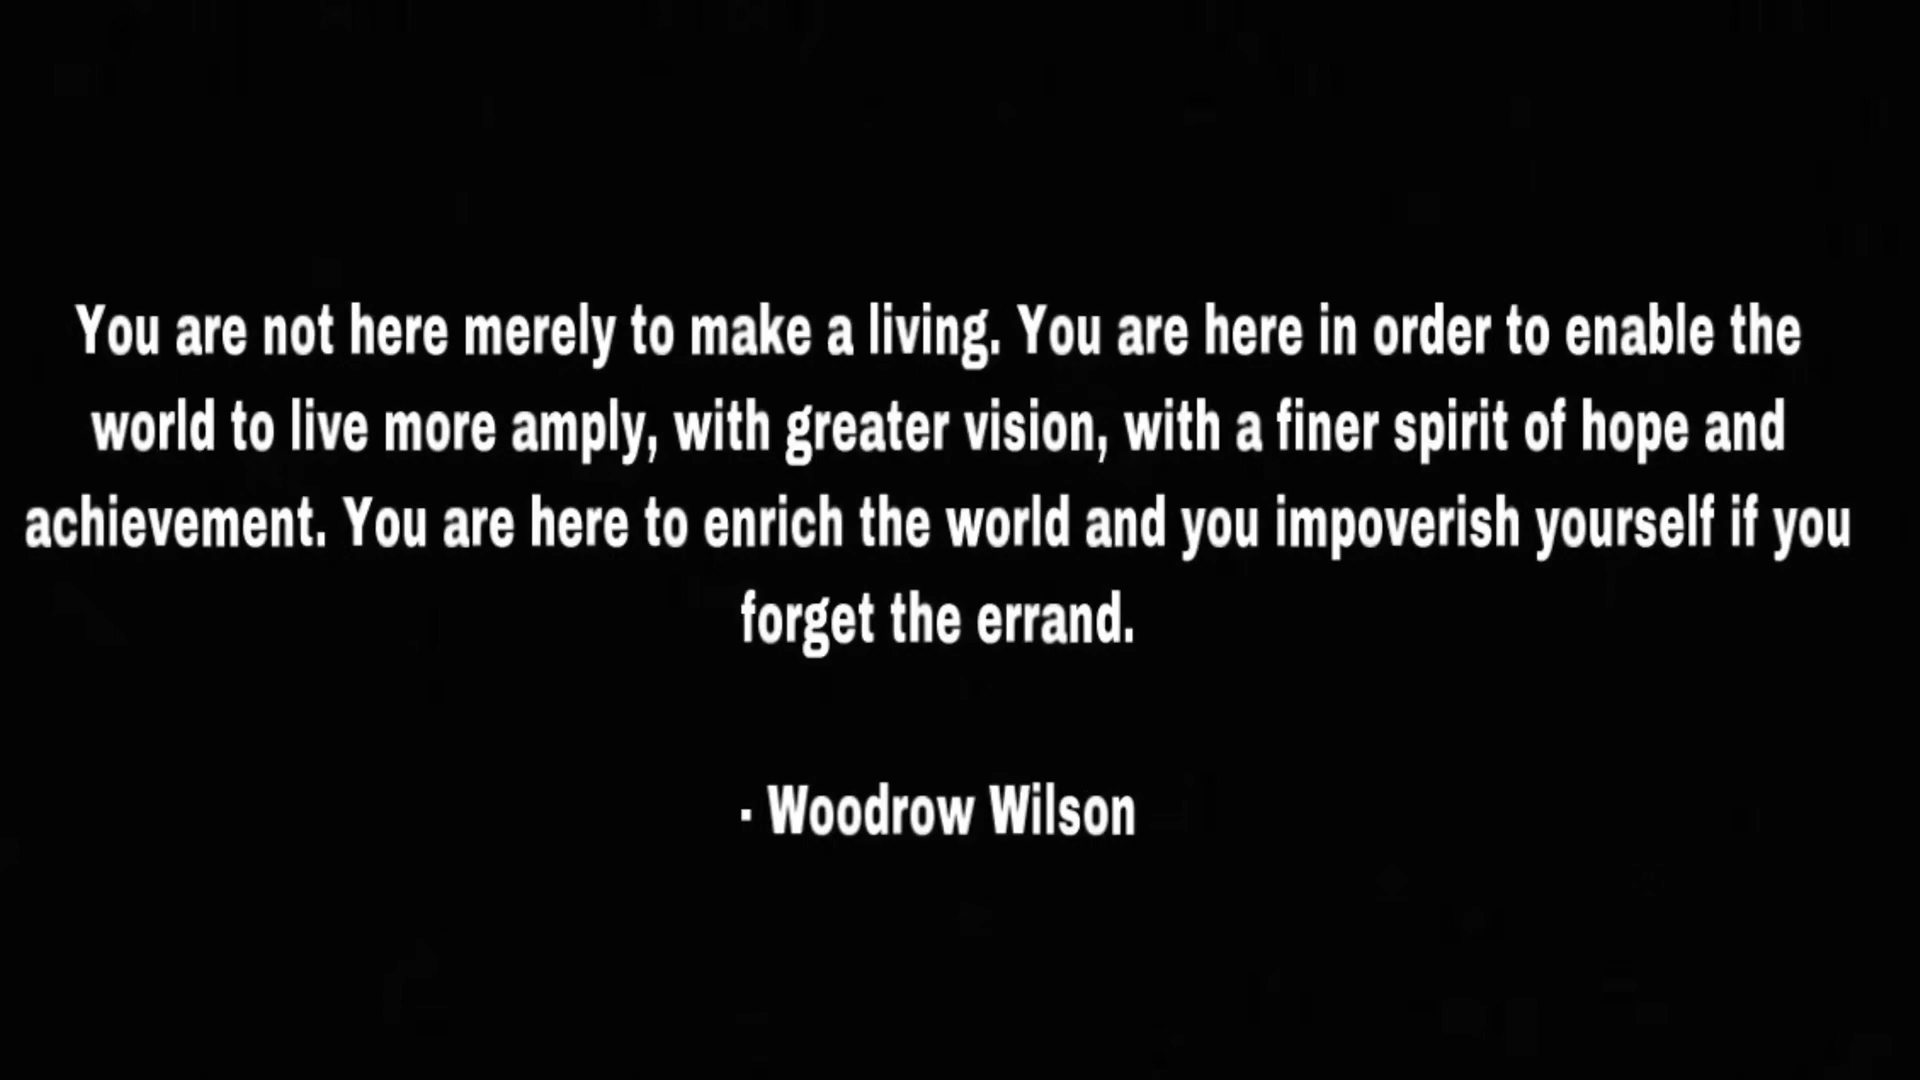 You are not here merely to make a living. You are here in order to enable the
world to live more amply, with greater vision, with a finer spirit of hope and
achievement. You are here to enrich the world and you impoverish yourself if you
forget the errand.
- Woodrow Wilson